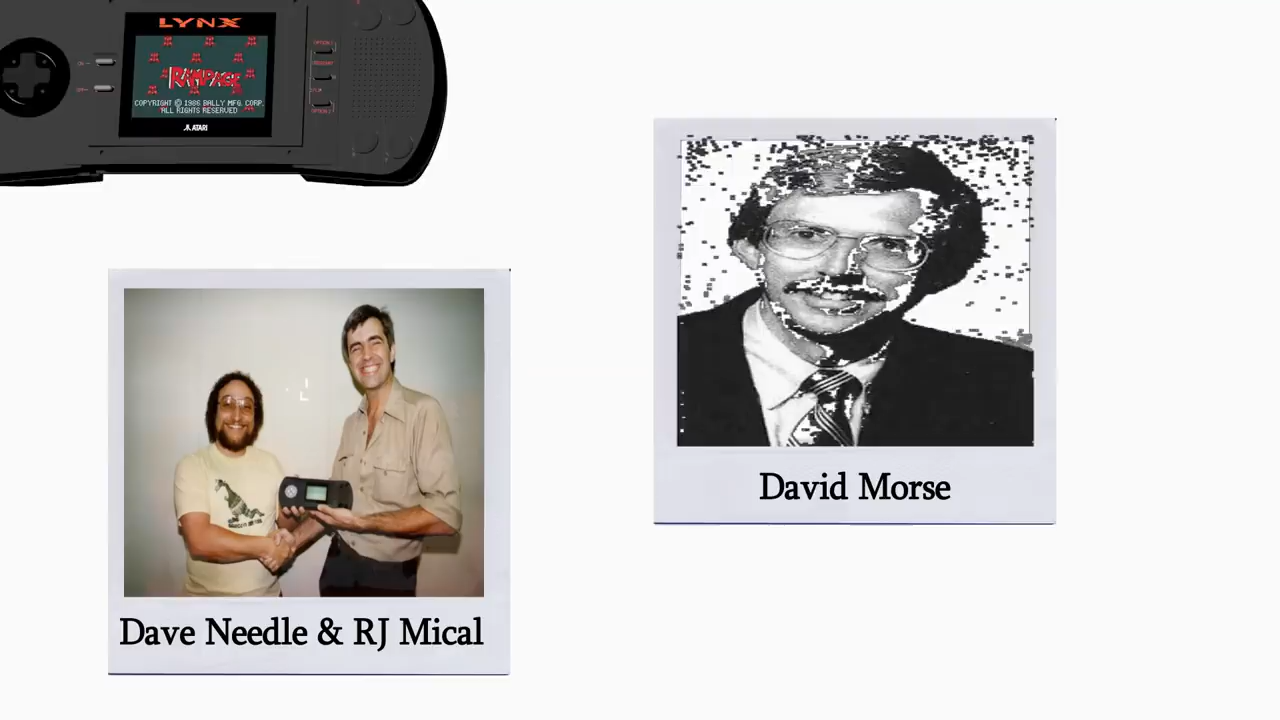 LYNX
RAMPAGE
COPYRIGHT © 1986 BALLY MFG. CORP.
ALL RIGHTS RESERVED
ATARI
David Morse
Dave Needle & RJ Mical